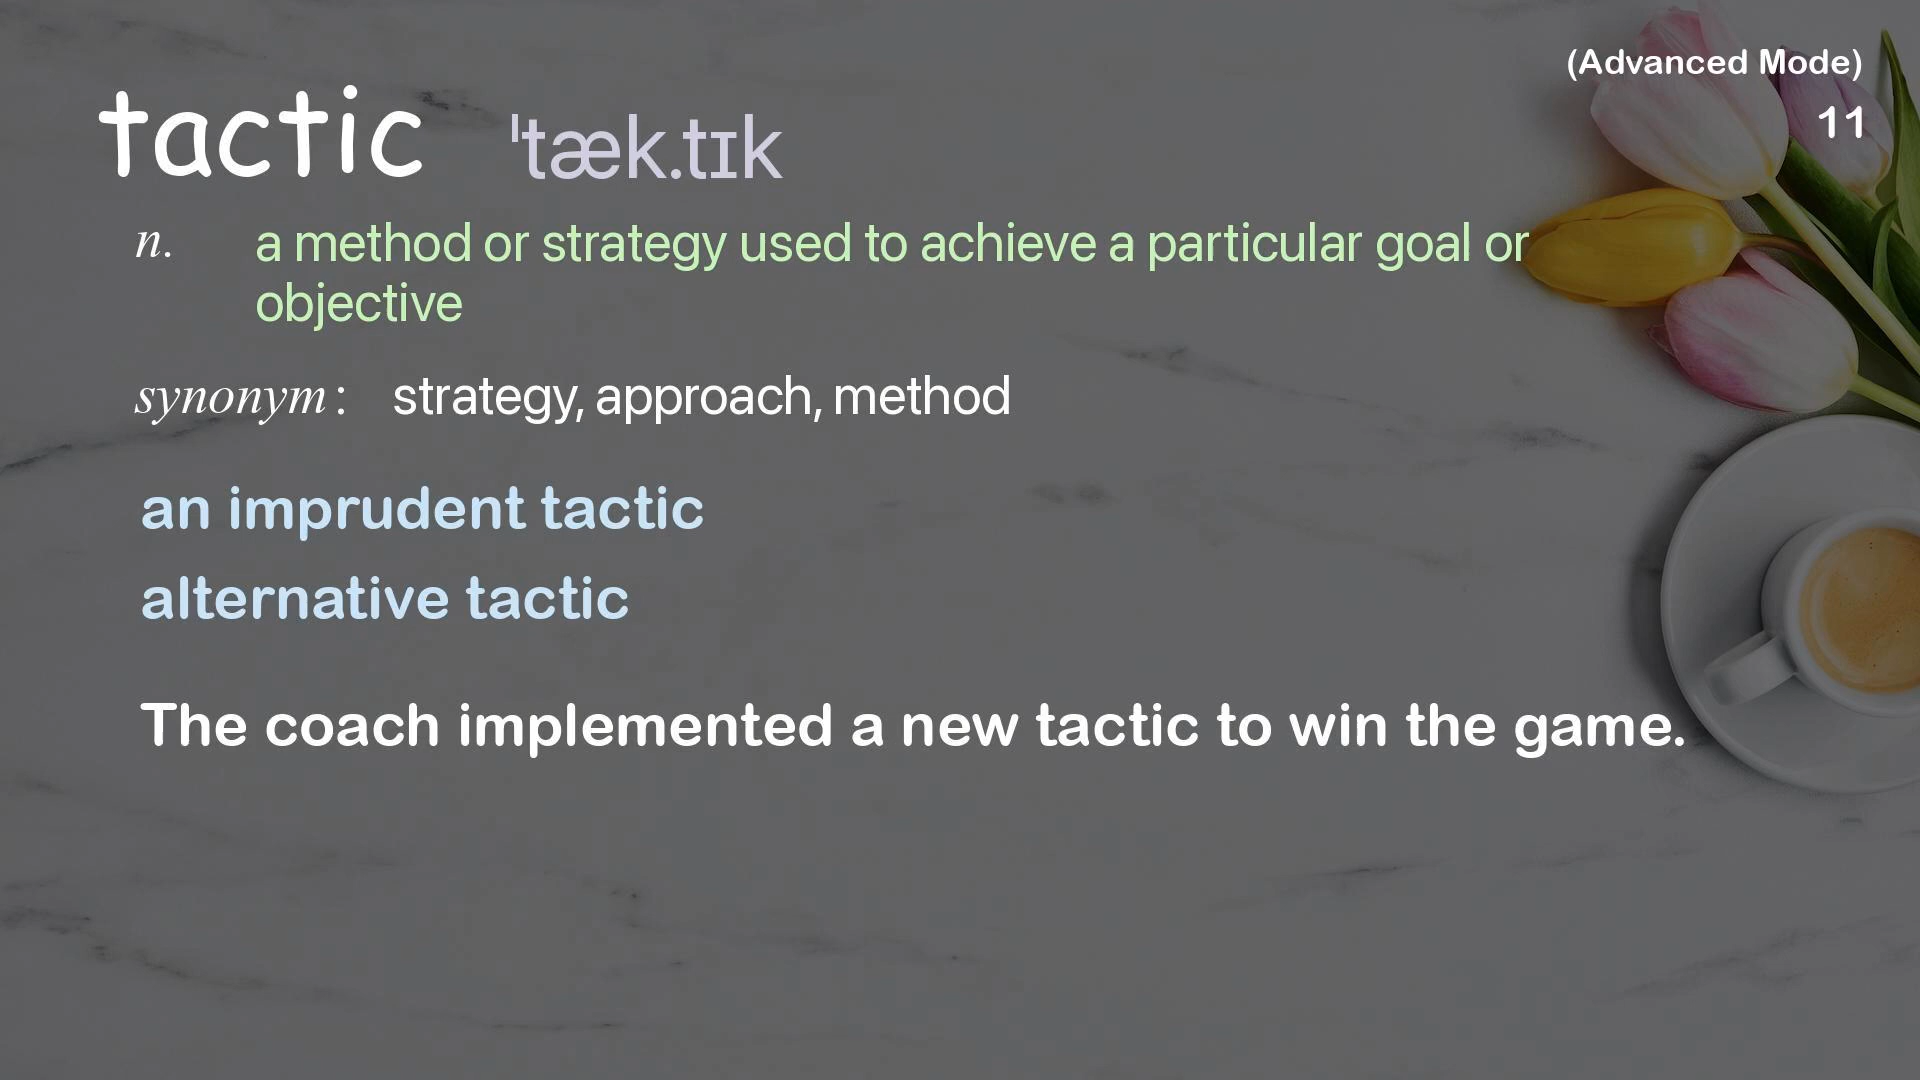 (Advanced Mode)
11
tactic ˈtæk.tɪk
n. a method or strategy used to achieve a particular goal or
objective
synonym: strategy, approach, method
an imprudent tactic
alternative tactic
The coach implemented a new tactic to win the game.